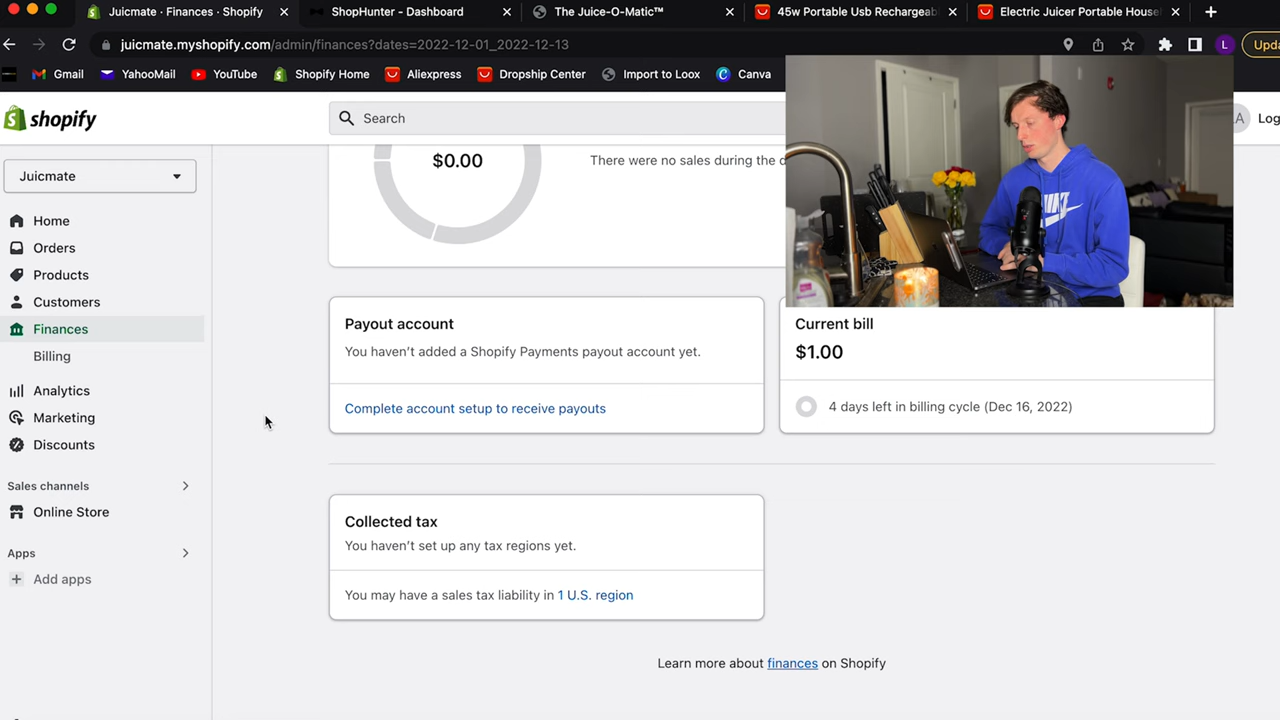 Juicmate · Finances · Shopify
ShopHunter - Dashboard
The Juice-O-Matic™
45w Portable Usb Rechargeab
Electric Juicer Portable Househ
juicmate.myshopify.com/admin/finances?dates=2022-12-01_2022-12-13
L
Upda
Gmail
YahooMail
YouTube
Shopify Home
Aliexpress
Dropship Center
Import to Loox
Canva
shopify
Search
A
Log
Juicmate
Home
Orders
Products
Customers
Finances
Billing
Analytics
Marketing
Discounts
Sales channels
Online Store
Apps
Add apps
$0.00
There were no sales during the d
Payout account
You haven't added a Shopify Payments payout account yet.
Complete account setup to receive payouts
Current bill
$1.00
4 days left in billing cycle (Dec 16, 2022)
Collected tax
You haven't set up any tax regions yet.
You may have a sales tax liability in 1 U.S. region
Learn more about finances on Shopify